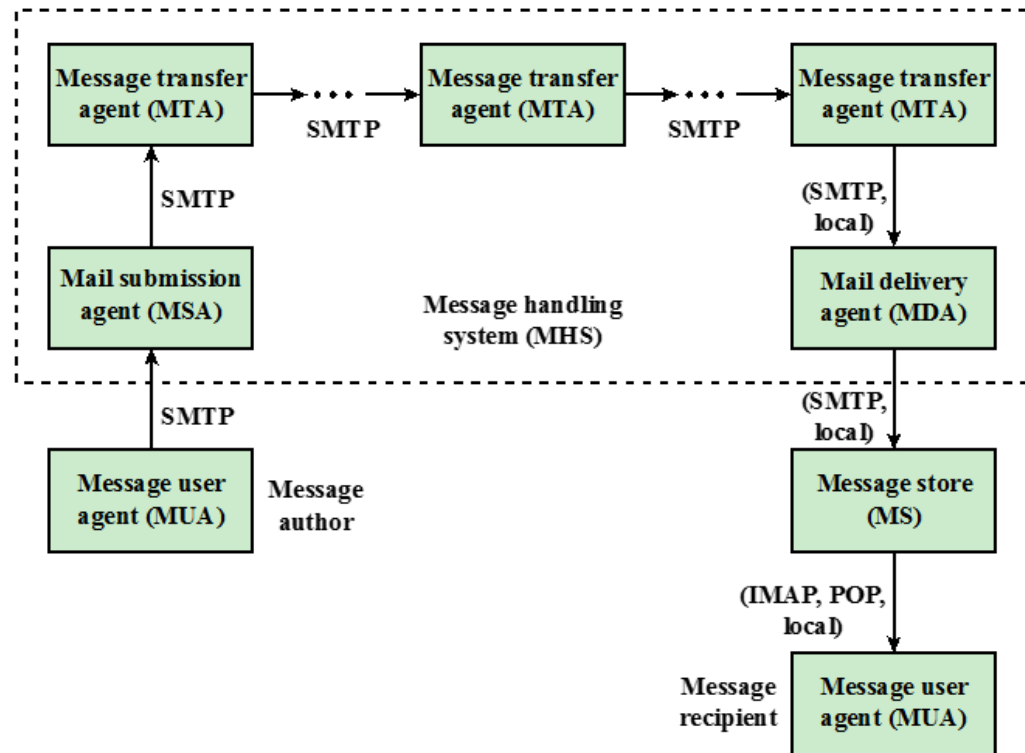 Message transfer
agent (MTA)
SMTP
Message transfer
agent (MTA)
SMTP
Message transfer
agent (MTA)
SMTP
(SMTP,
local)
Mail submission
agent (MSA)
Message handling
system (MHS)
Mail delivery
agent (MDA)
SMTP
(SMTP,
local)
Message user
agent (MUA)
Message
author
Message store
(MS)
(IMAP, POP,
local)
Message
recipient
Message user
agent (MUA)